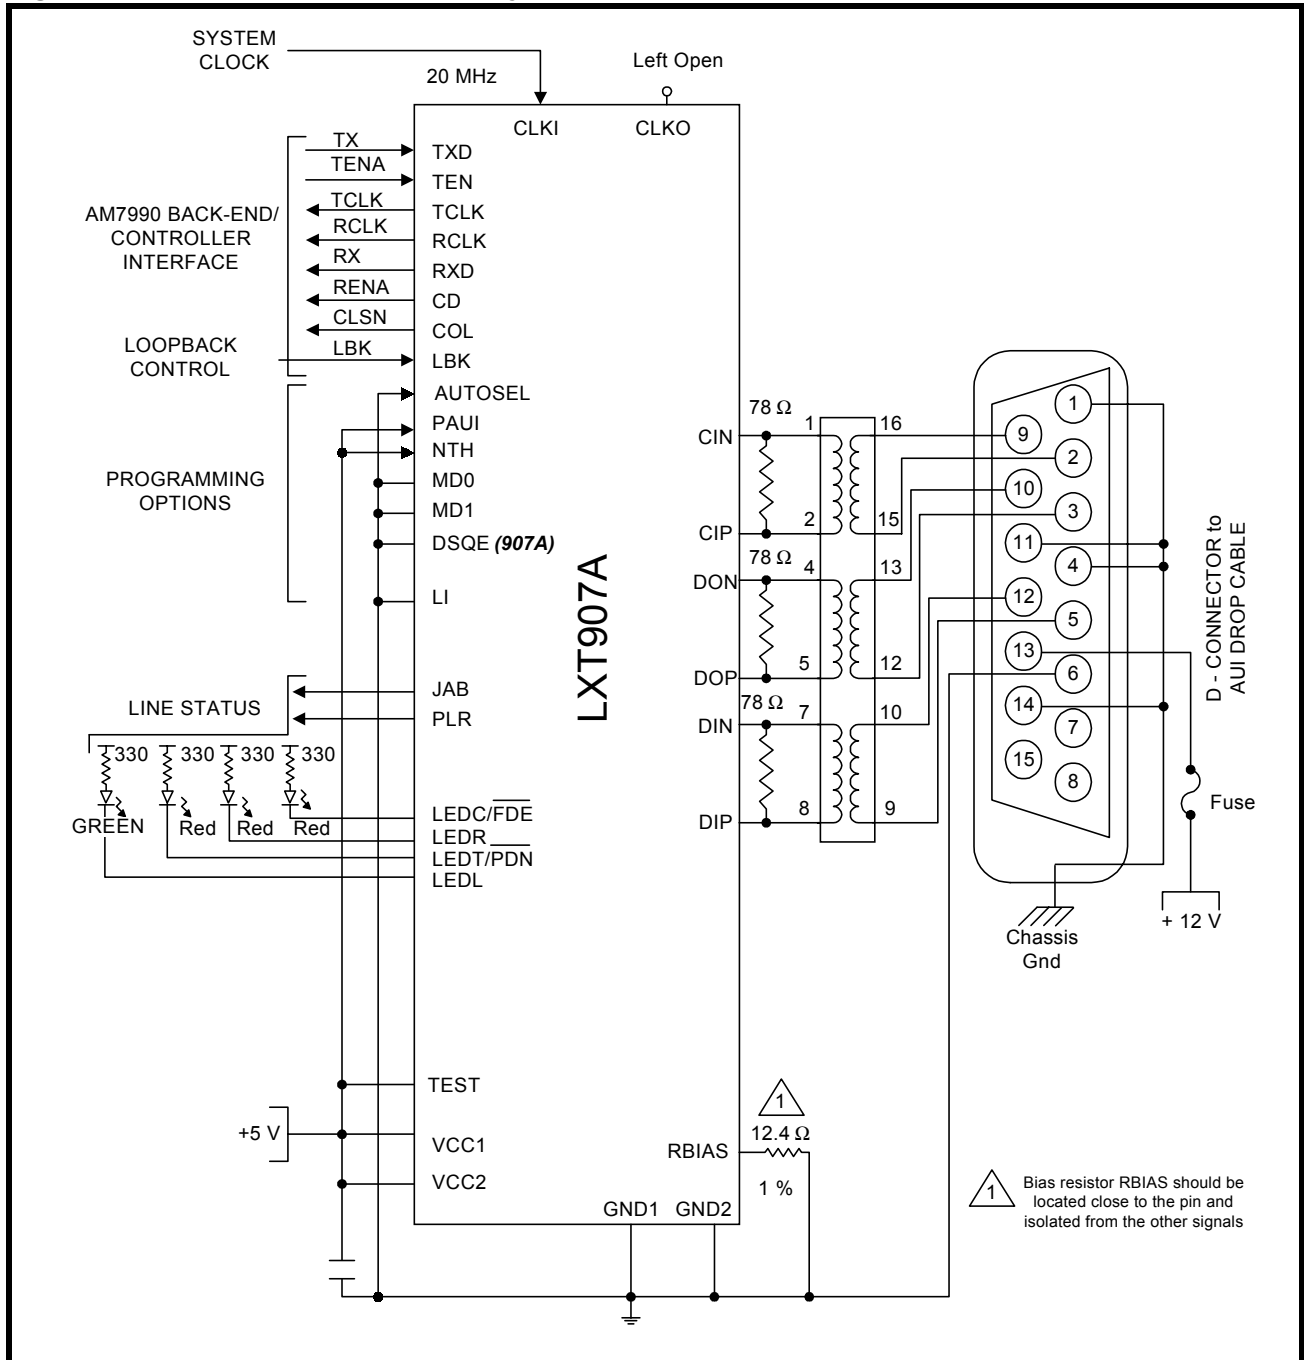 SYSTEM
CLOCK
20 MHz
Left Open
CLKI
CLKO
AM7990 BACK-END/
CONTROLLER
INTERFACE
TX
TENA
TCLK
RCLK
RX
RENA
CLSN
LBK
LOOPBACK
CONTROL
PROGRAMMING
OPTIONS
TXD
TEN
TCLK
RCLK
RXD
CD
COL
LBK
AUTOSEL
PAUI
NTH
MD0
MD1
DSQE (907A)
LI
LINE STATUS
JAB
PLR
330
330
330
330
GREEN
Red
Red
Red
LEDC/FDE
LEDR
LEDT/PDN
LEDL
LXT907A
CIN
CIP
DON
DOP
DIN
DIP
78 Ω
1
16
2
15
78 Ω
4
13
5
12
78 Ω
7
10
8
9
1
9
2
10
3
11
4
12
5
13
6
14
7
15
8
D - CONNECTOR to
AUI DROP CABLE
Fuse
+ 12 V
Chassis
Gnd
TEST
+5 V
VCC1
VCC2
RBIAS
1
12.4 Ω
1 %
GND1
GND2
1
Bias resistor RBIAS should be
located close to the pin and
isolated from the other signals